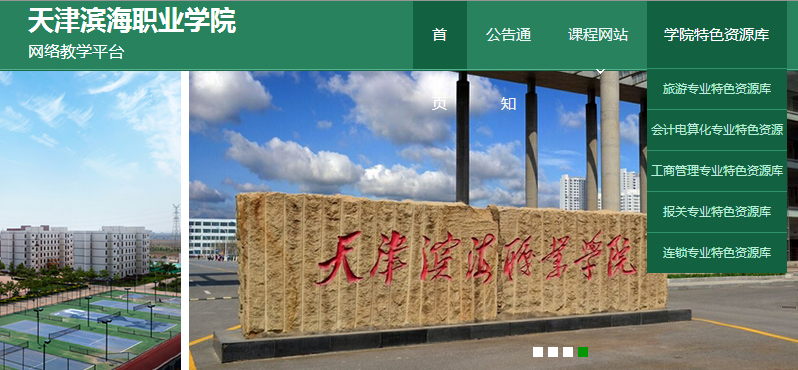 天津滨海职业学院
网络教学平台
首页
公告通知
课程网站
学院特色资源库
旅游专业特色资源库
会计电算化专业特色资源
工商管理专业特色资源库
报关专业特色资源库
连锁专业特色资源库
天津滨海职业学院